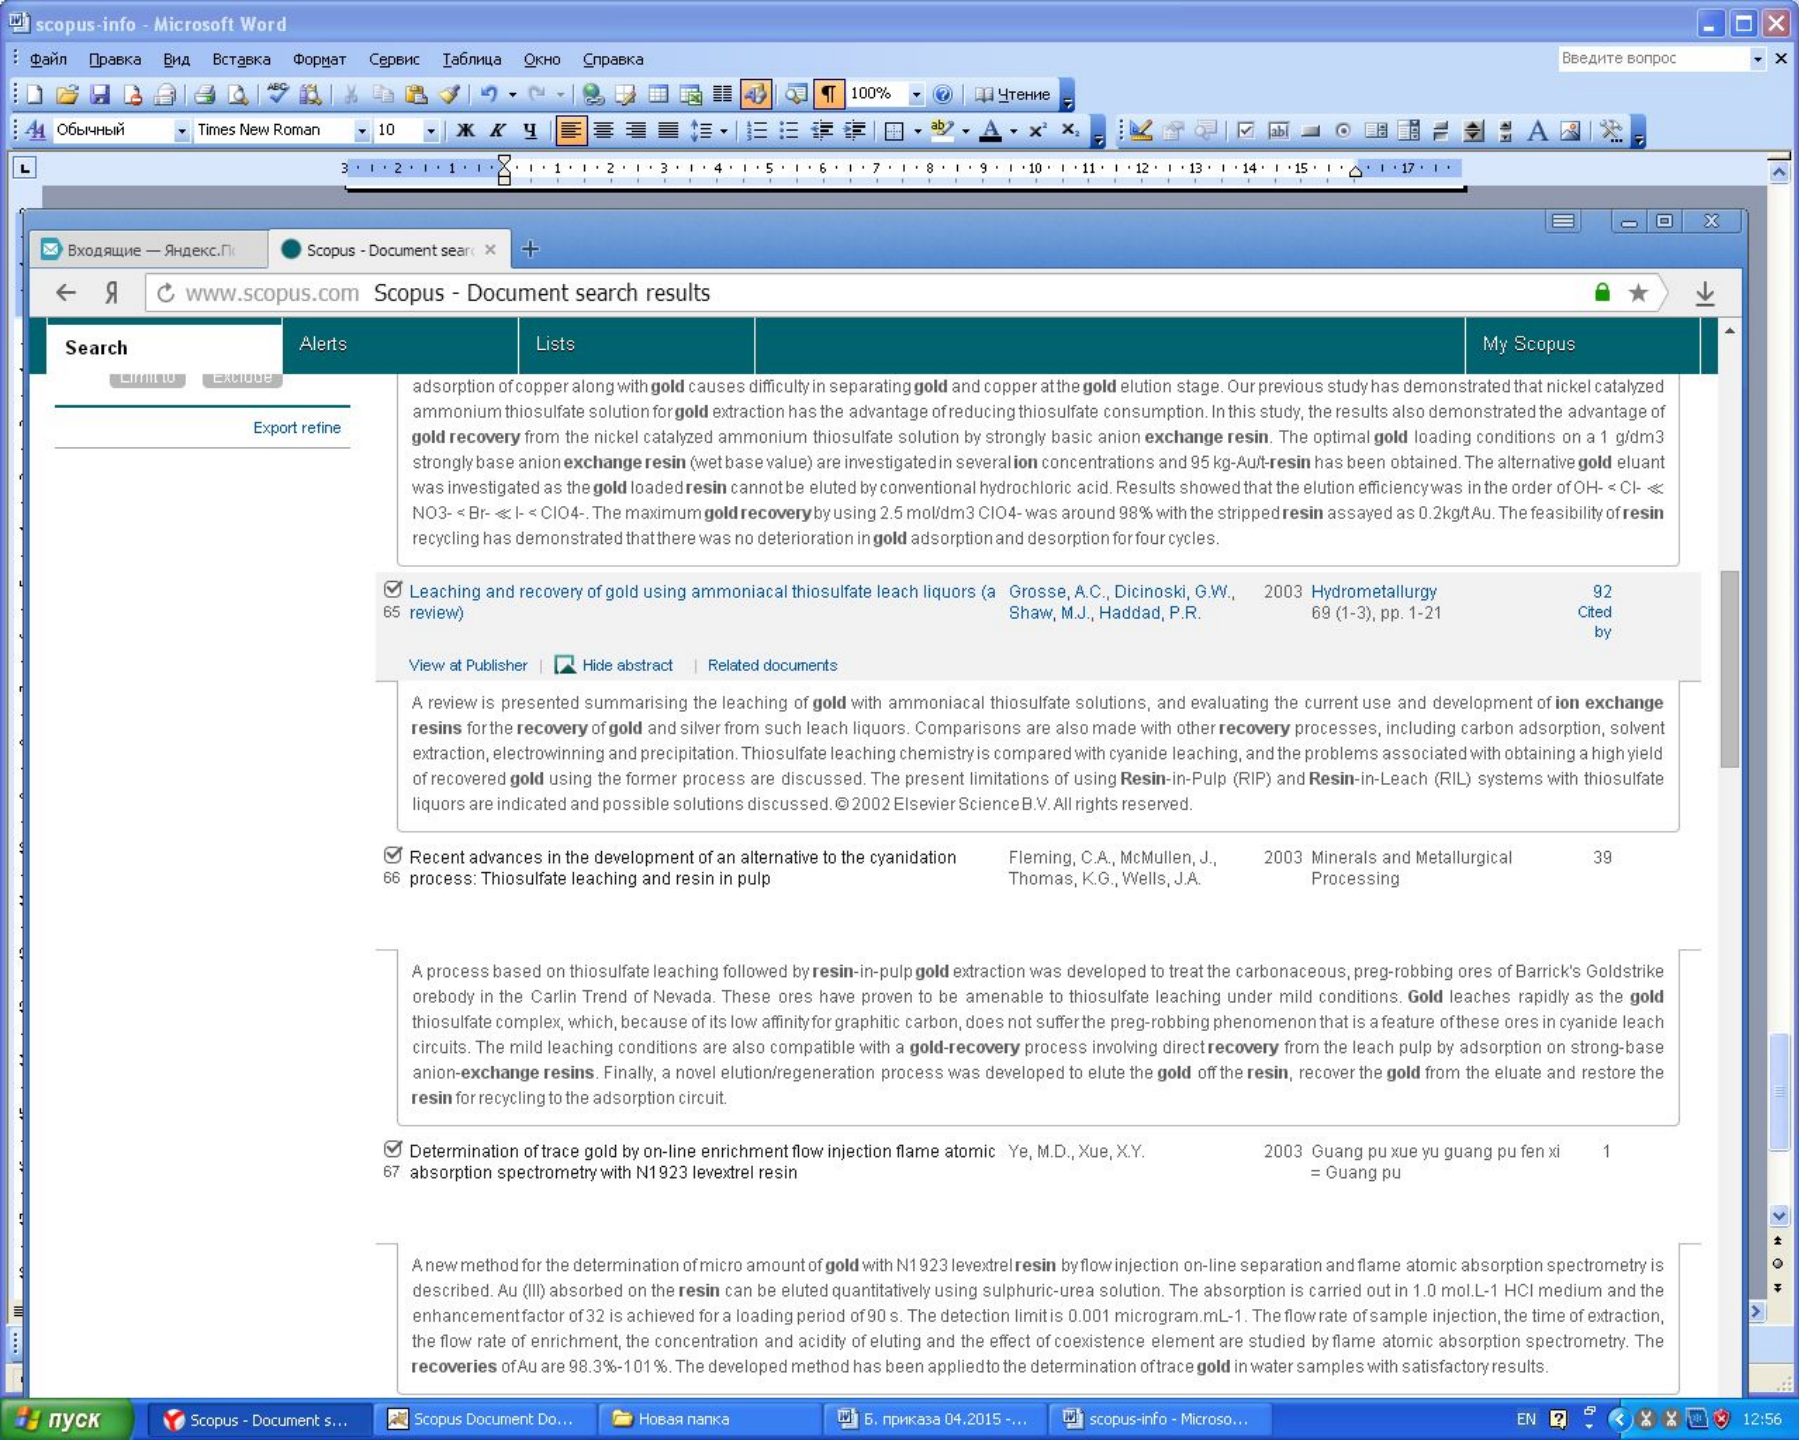 scopus-info - Microsoft Word
Файл Правка Вид Вставка Формат Сервис Таблица Окно Справка
Введите вопрос
100% Чтение
Обычный Times New Roman 10 Ж К Ч
3 2 1 1 2 3 4 5 6 7 8 9 10 11 12 13 14 15 17
Входящие — Яндекс.П
Scopus - Document sear
www.scopus.com Scopus - Document search results
Search Alerts Lists My Scopus
Limit to Exclude
Export refine
adsorption of copper along with gold causes difficulty in separating gold and copper at the gold elution stage. Our previous study has demonstrated that nickel catalyzed
ammonium thiosulfate solution for gold extraction has the advantage of reducing thiosulfate consumption. In this study, the results also demonstrated the advantage of
gold recovery from the nickel catalyzed ammonium thiosulfate solution by strongly basic anion exchange resin. The optimal gold loading conditions on a 1 g/dm3
strongly base anion exchange resin (wet base value) are investigated in several ion concentrations and 95 kg-Au/t-resin has been obtained. The alternative gold eluant
was investigated as the gold loaded resin cannot be eluted by conventional hydrochloric acid. Results showed that the elution efficiency was in the order of OH- < Cl- ≪
NO3- < Br- ≪ I- < ClO4-. The maximum gold recovery by using 2.5 mol/dm3 ClO4- was around 98% with the stripped resin assayed as 0.2kg/t Au. The feasibility of resin
recycling has demonstrated that there was no deterioration in gold adsorption and desorption for four cycles.
Leaching and recovery of gold using ammoniacal thiosulfate leach liquors (a Grosse, A.C., Dicinoski, G.W., 2003 Hydrometallurgy 92
65 review) Shaw, M.J., Haddad, P.R. 69 (1-3), pp. 1-21 Cited
by
View at Publisher | Hide abstract | Related documents
A review is presented summarising the leaching of gold with ammoniacal thiosulfate solutions, and evaluating the current use and development of ion exchange
resins for the recovery of gold and silver from such leach liquors. Comparisons are also made with other recovery processes, including carbon adsorption, solvent
extraction, electrowinning and precipitation. Thiosulfate leaching chemistry is compared with cyanide leaching, and the problems associated with obtaining a high yield
of recovered gold using the former process are discussed. The present limitations of using Resin-in-Pulp (RIP) and Resin-in-Leach (RIL) systems with thiosulfate
liquors are indicated and possible solutions discussed. © 2002 Elsevier Science B.V. All rights reserved.
Recent advances in the development of an alternative to the cyanidation Fleming, C.A., McMullen, J., 2003 Minerals and Metallurgical 39
66 process: Thiosulfate leaching and resin in pulp Thomas, K.G., Wells, J.A. Processing
A process based on thiosulfate leaching followed by resin-in-pulp gold extraction was developed to treat the carbonaceous, preg-robbing ores of Barrick's Goldstrike
orebody in the Carlin Trend of Nevada. These ores have proven to be amenable to thiosulfate leaching under mild conditions. Gold leaches rapidly as the gold
thiosulfate complex, which, because of its low affinity for graphitic carbon, does not suffer the preg-robbing phenomenon that is a feature of these ores in cyanide leach
circuits. The mild leaching conditions are also compatible with a gold-recovery process involving direct recovery from the leach pulp by adsorption on strong-base
anion-exchange resins. Finally, a novel elution/regeneration process was developed to elute the gold off the resin, recover the gold from the eluate and restore the
resin for recycling to the adsorption circuit.
Determination of trace gold by on-line enrichment flow injection flame atomic Ye, M.D., Xue, X.Y. 2003 Guang pu xue yu guang pu fen xi 1
67 absorption spectrometry with N1923 levextrel resin = Guang pu
A new method for the determination of micro amount of gold with N1923 levextrel resin by flow injection on-line separation and flame atomic absorption spectrometry is
described. Au (III) absorbed on the resin can be eluted quantitatively using sulphuric-urea solution. The absorption is carried out in 1.0 mol.L-1 HCl medium and the
enhancement factor of 32 is achieved for a loading period of 90 s. The detection limit is 0.001 microgram.mL-1. The flow rate of sample injection, the time of extraction,
the flow rate of enrichment, the concentration and acidity of eluting and the effect of coexistence element are studied by flame atomic absorption spectrometry. The
recoveries of Au are 98.3%-101%. The developed method has been applied to the determination of trace gold in water samples with satisfactory results.
пуск Scopus - Document s... Scopus Document Do... Новая папка Б. приказа 04.2015 -... scopus-info - Microso... EN 12:56